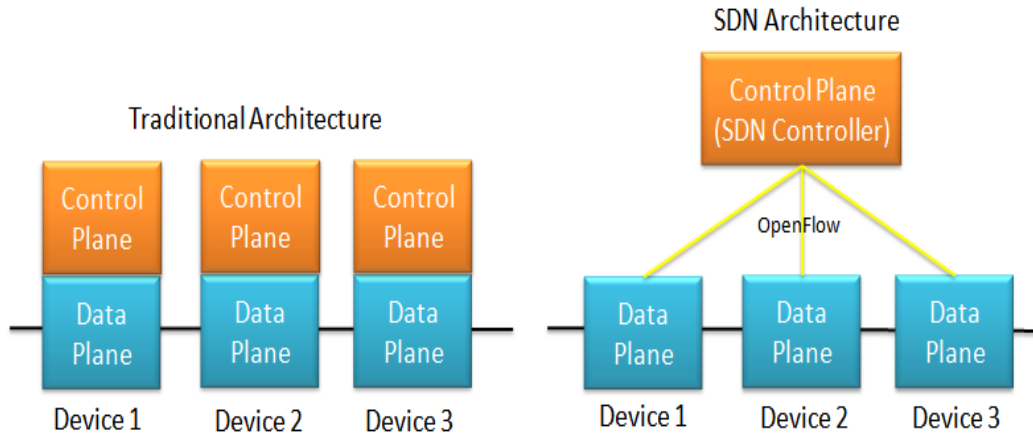 Traditional Architecture
Control
Plane
Control
Plane
Control
Plane
Data
Plane
Data
Plane
Data
Plane
Device 1
Device 2
Device 3
SDN Architecture
Control Plane
(SDN Controller)
OpenFlow
Data
Plane
Data
Plane
Data
Plane
Device 1
Device 2
Device 3